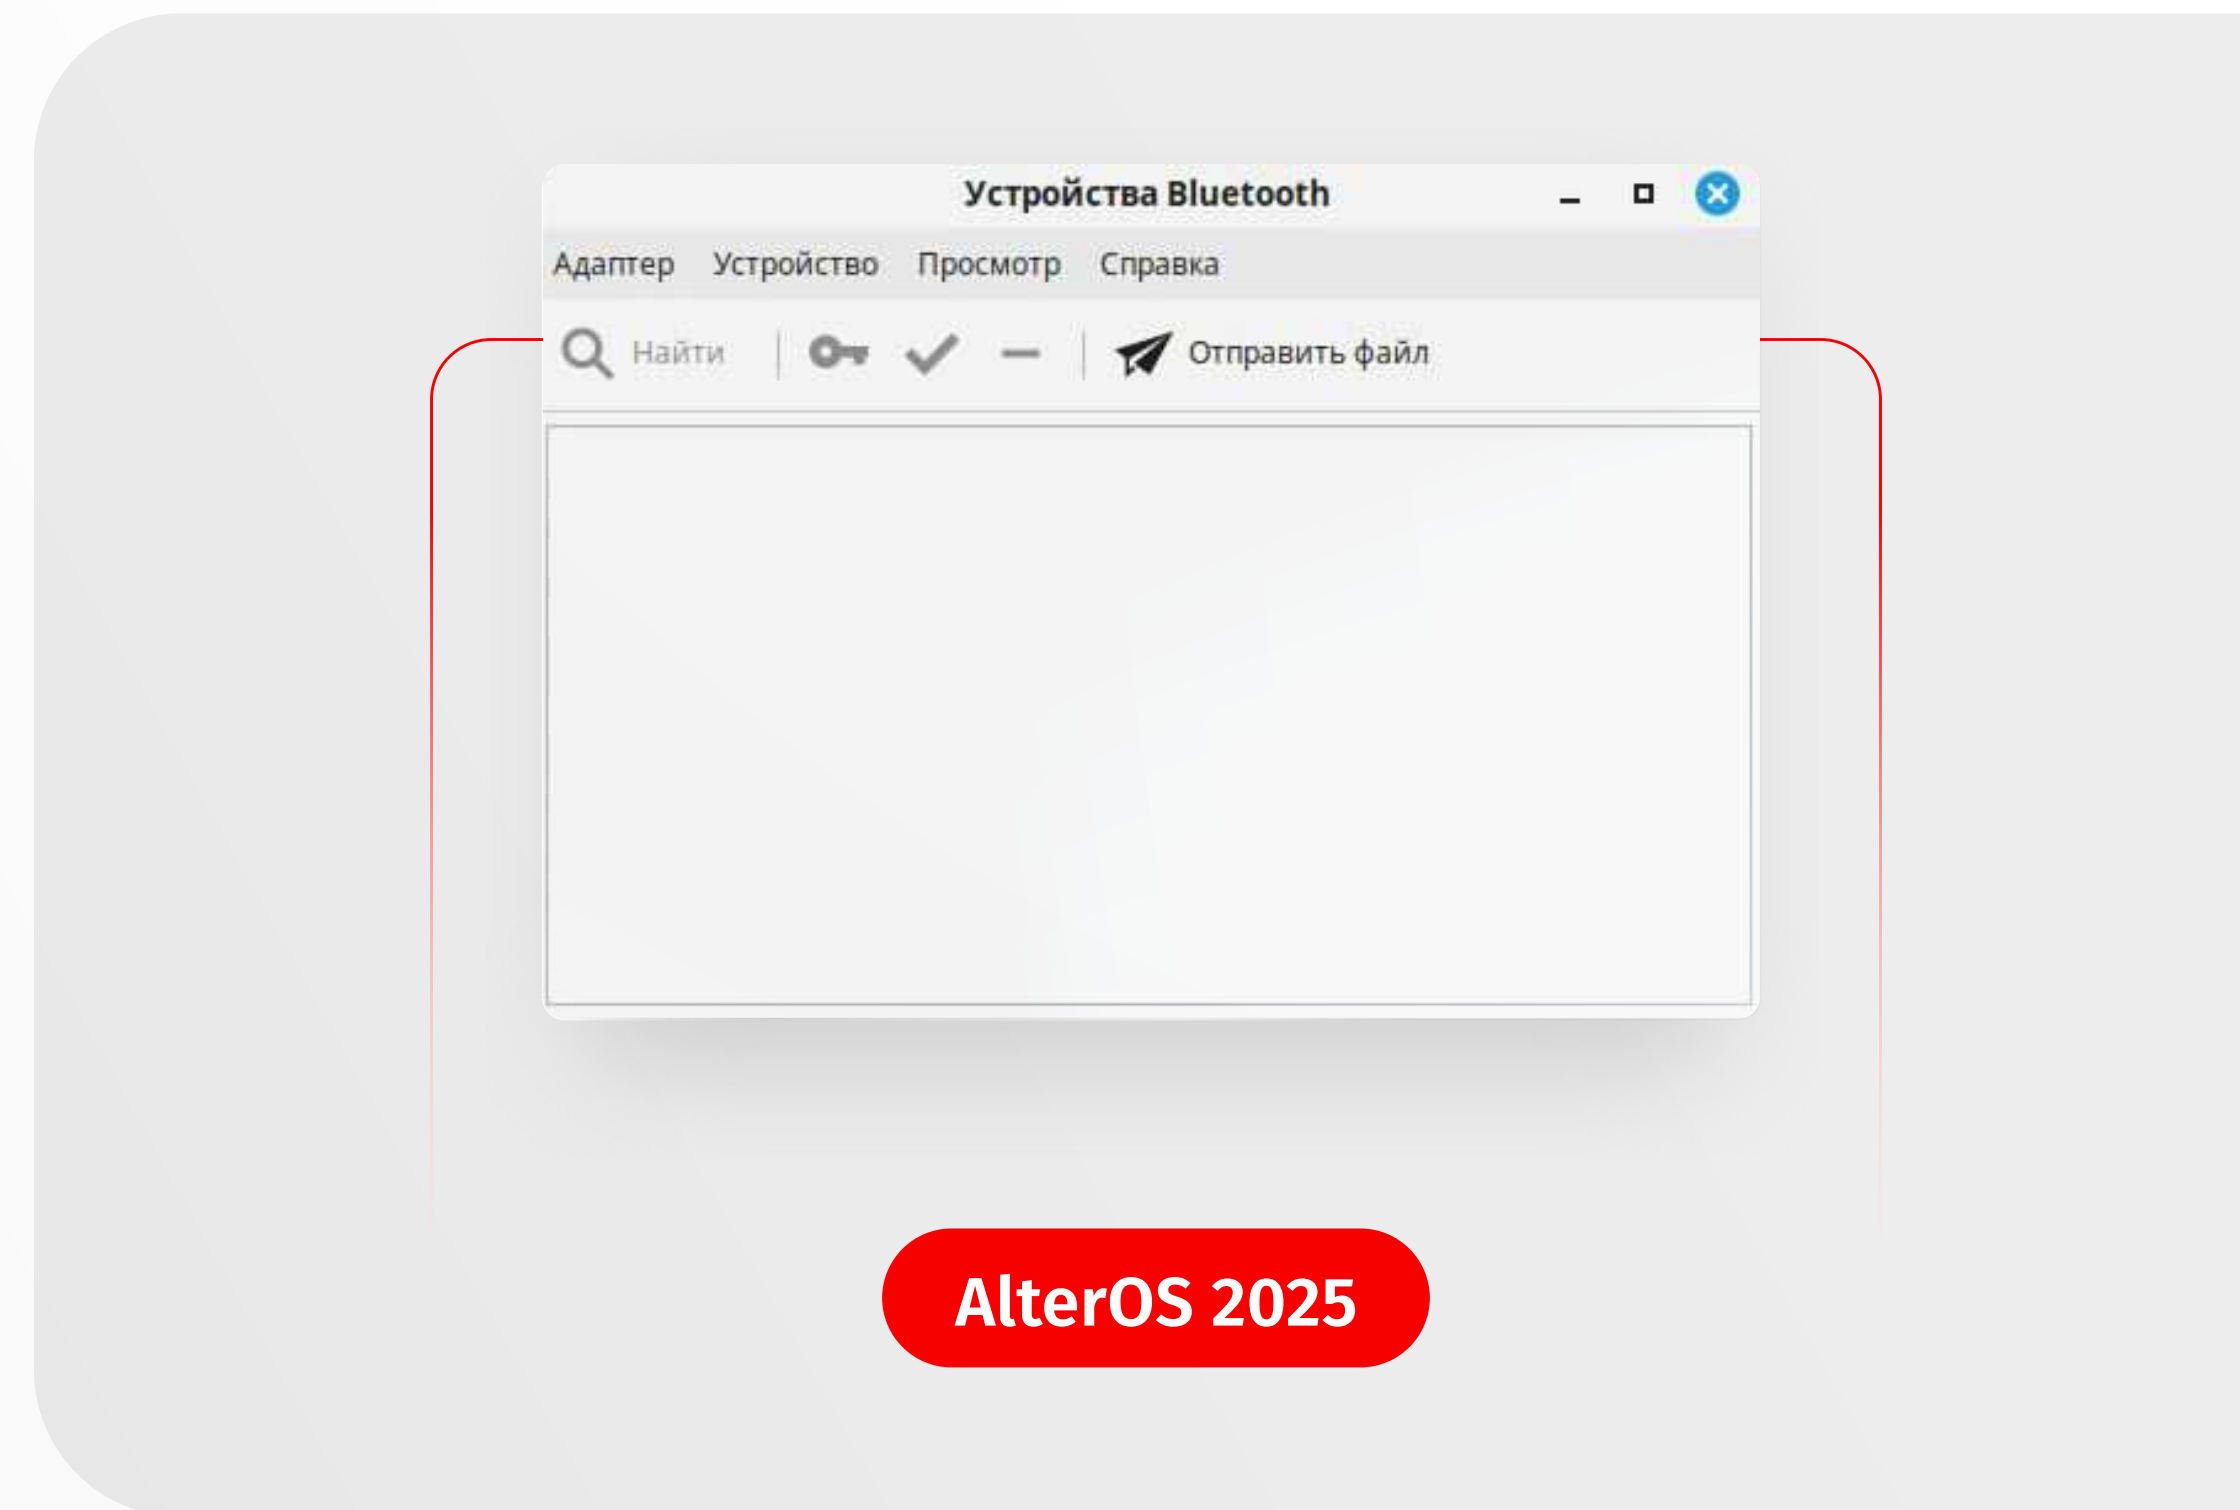 Устройства Bluetooth
Адаптер Устройство Просмотр Справка
Найти Отправить файл
AlterOS 2025